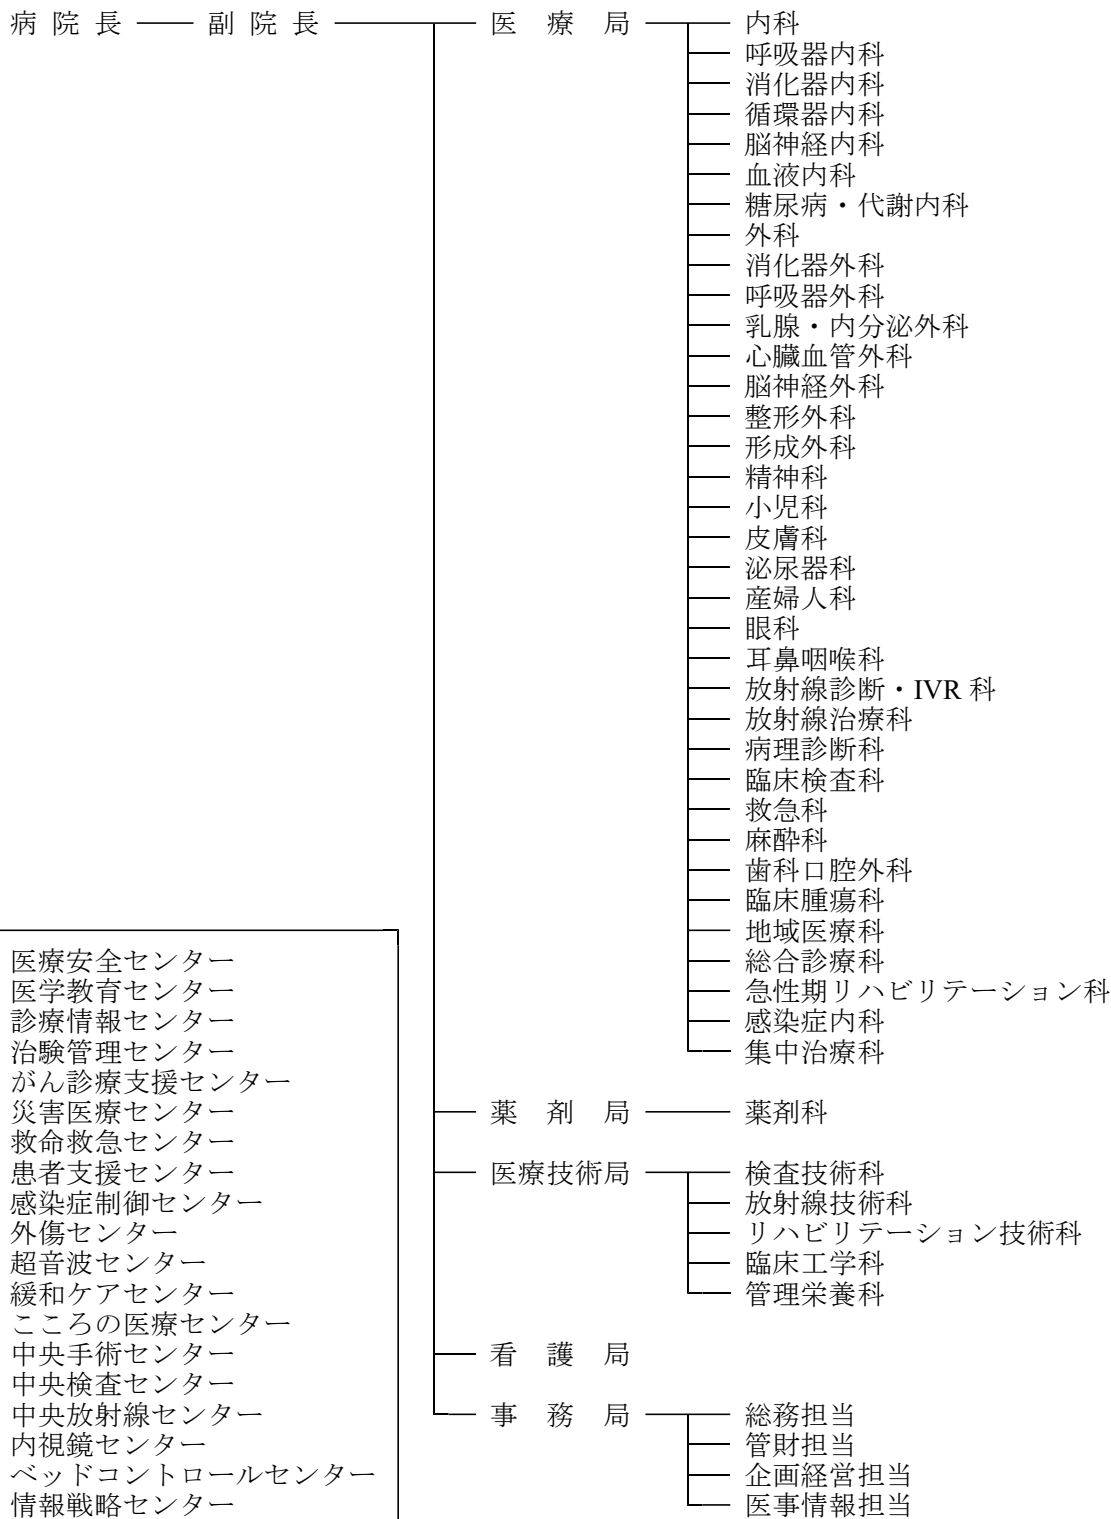 病院長
副院長
医療局
内科
呼吸器内科
消化器内科
循環器内科
脳神経内科
血液内科
糖尿病・代謝内科
外科
消化器外科
呼吸器外科
乳腺・内分泌外科
心臓血管外科
脳神経外科
整形外科
形成外科
精神科
小児科
皮膚科
泌尿器科
産婦人科
眼科
耳鼻咽喉科
放射線診断・IVR 科
放射線治療科
病理診断科
臨床検査科
救急科
麻酔科
歯科口腔外科
臨床腫瘍科
地域医療科
総合診療科
急性期リハビリテーション科
感染症内科
集中治療科
薬剤局
薬剤科
医療技術局
検査技術科
放射線技術科
リハビリテーション技術科
臨床工学科
管理栄養科
看護局
事務局
総務担当
管財担当
企画経営担当
医事情報担当
医療安全センター
医学教育センター
診療情報センター
治験管理センター
がん診療支援センター
災害医療センター
救命救急センター
患者支援センター
感染症制御センター
外傷センター
超音波センター
緩和ケアセンター
こころの医療センター
中央手術センター
中央検査センター
中央放射線センター
内視鏡センター
ベッドコントロールセンター
情報戦略センター